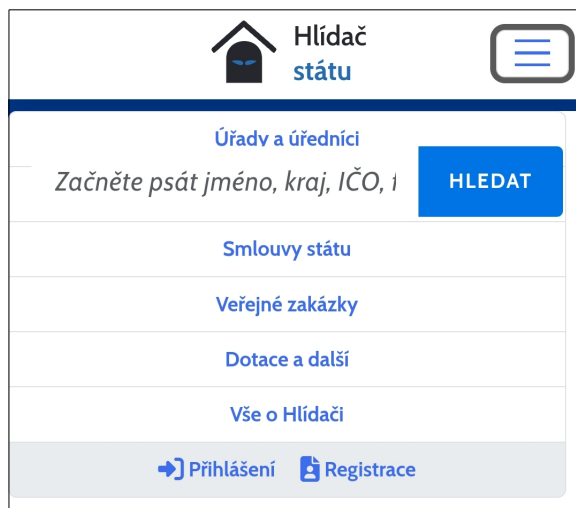 Hlídač
státu
Úřady a úředníci
Začněte psát jméno, kraj, IČO,
HLEDAT
Smlouvy státu
Veřejné zakázky
Dotace a další
Vše o Hlídači
Přihlášení Registrace